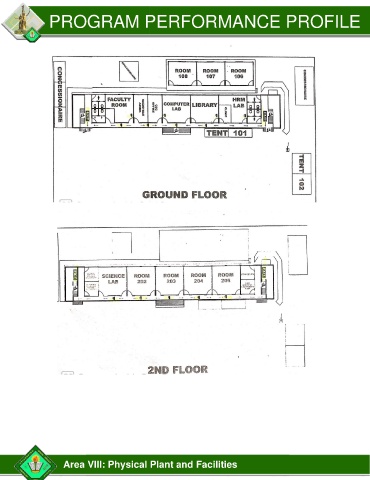 PROGRAM PERFORMANCE PROFILE
CONCESSIONAIRE
ROOM 108
ROOM 107
ROOM 106
FACULTY ROOM
COMPUTER LAB
LIBRARY
HRM LAB
TENT 101
TENT 102
GROUND FLOOR
SCIENCE LAB
ROOM 202
ROOM 203
ROOM 204
ROOM 205
2ND FLOOR
Area VIII: Physical Plant and Facilities